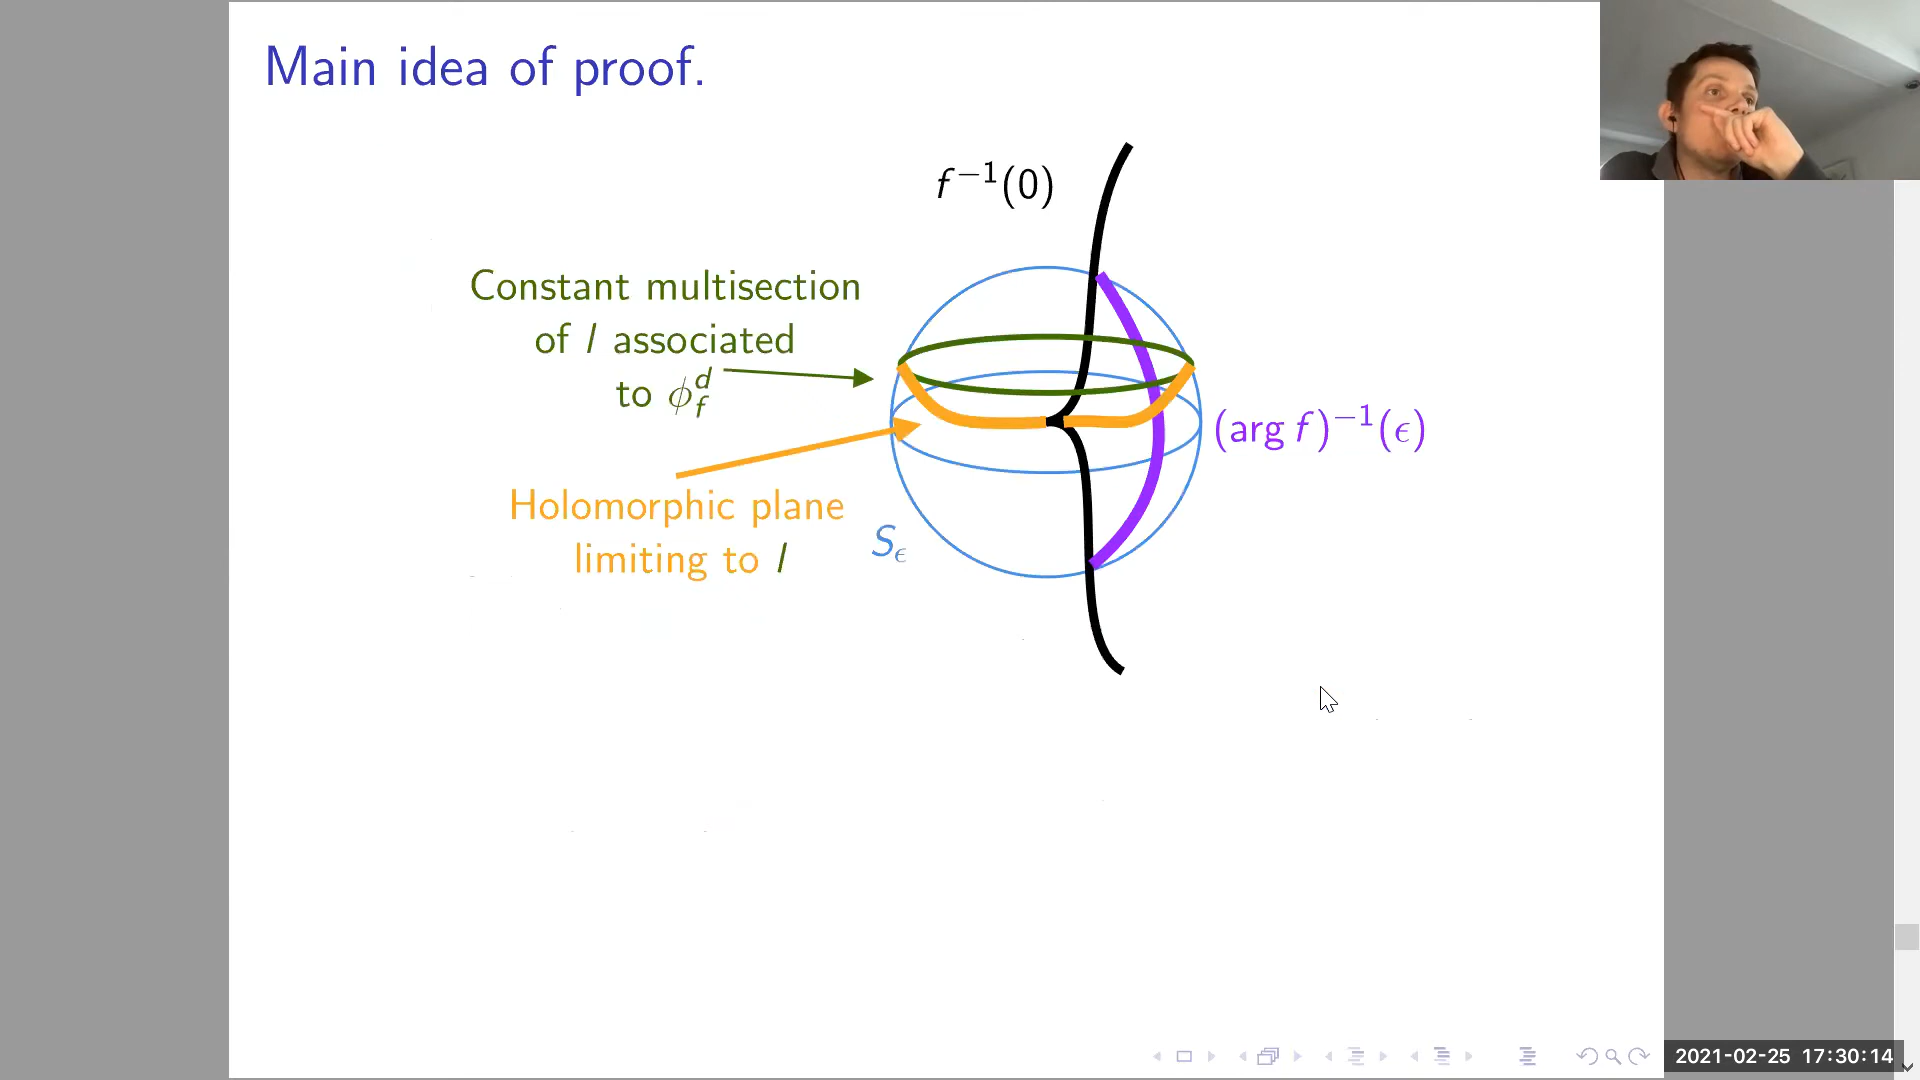 Main idea of proof.
f⁻¹(0)
Constant multisection
of l associated
to ϕ_f^d
(arg f)⁻¹(ϵ)
Holomorphic plane
limiting to l
S_ϵ
2021-02-25 17:30:14